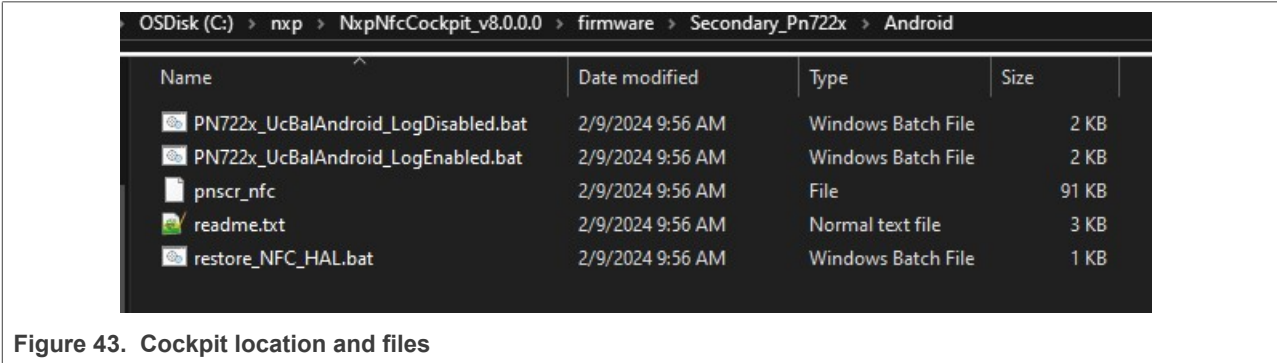 OSDisk (C:) > nxp > NxpNfcCockpit_v8.0.0.0 > firmware > Secondary_Pn722x > Android
Name Date modified Type Size
PN722x_UcBalAndroid_LogDisabled.bat 2/9/2024 9:56 AM Windows Batch File 2 KB
PN722x_UcBalAndroid_LogEnabled.bat 2/9/2024 9:56 AM Windows Batch File 2 KB
pnscr_nfc 2/9/2024 9:56 AM File 91 KB
readme.txt 2/9/2024 9:56 AM Normal text file 3 KB
restore_NFC_HAL.bat 2/9/2024 9:56 AM Windows Batch File 1 KB
Figure 43. Cockpit location and files